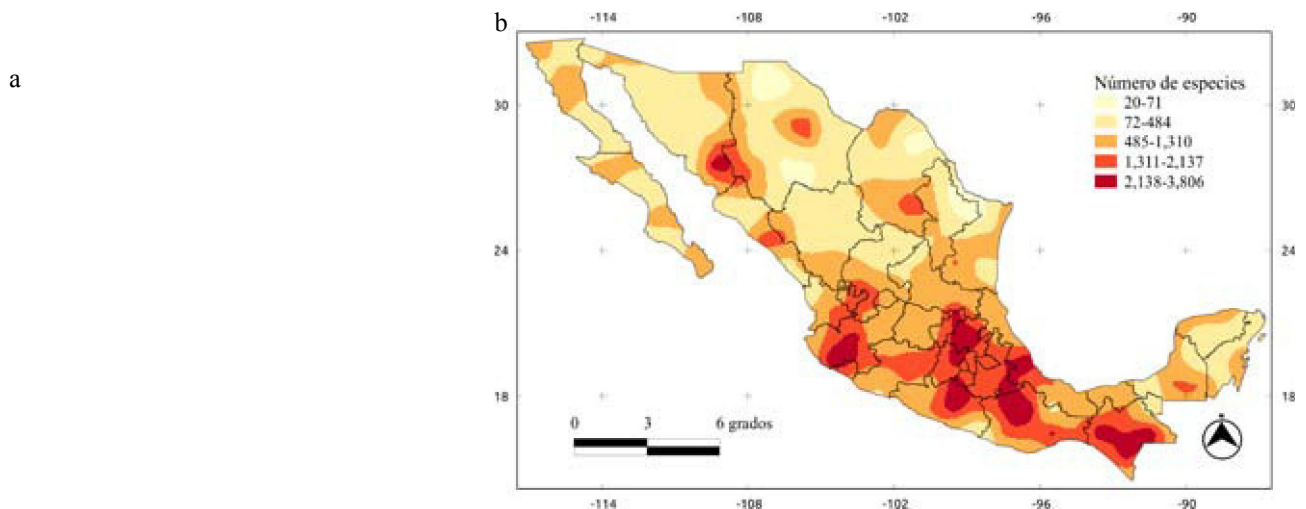 a
b
-114 -108 -102 -96 -90
30 30
24 24
18 18
Número de especies
20-71
72-484
485-1,310
1,311-2,137
2,138-3,806
0 3 6 grados
-114 -108 -102 -96 -90